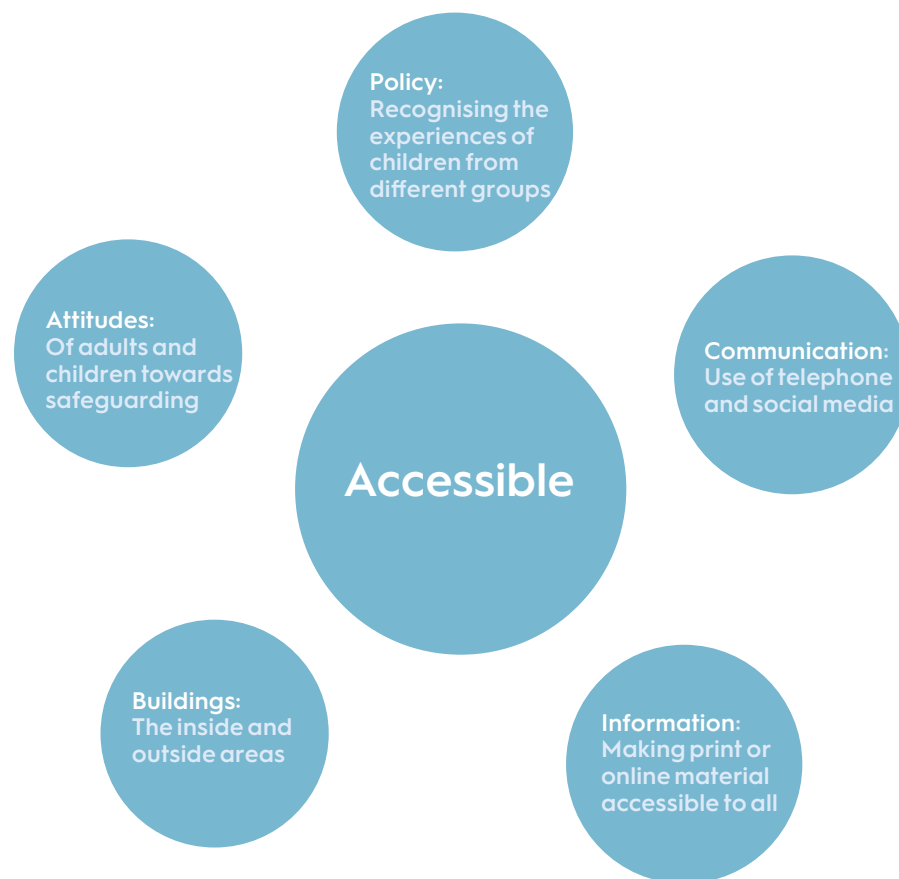 Policy:
Recognising the
experiences of
children from
different groups
Attitudes:
Of adults and
children towards
safeguarding
Communication:
Use of telephone
and social media
Accessible
Buildings:
The inside and
outside areas
Information:
Making print or
online material
accessible to all